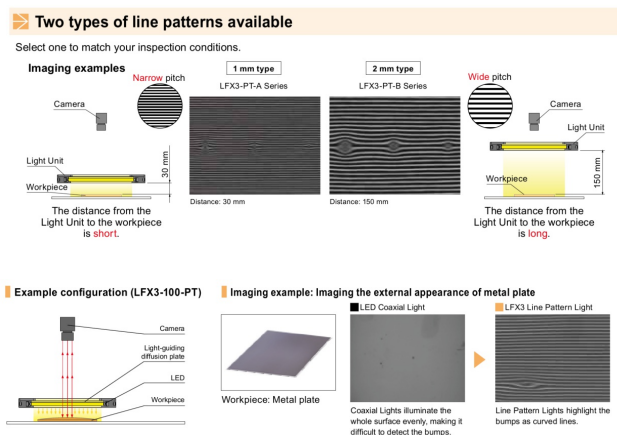 Two types of line patterns available
Select one to match your inspection conditions.
Imaging examples
Narrow pitch
Camera
Light Unit
Workpiece
30 mm
The distance from the
Light Unit to the workpiece
is short.
1 mm type
LFX3-PT-A Series
Distance: 30 mm
2 mm type
LFX3-PT-B Series
Distance: 150 mm
Wide pitch
Camera
Light Unit
Workpiece
150 mm
The distance from the
Light Unit to the workpiece
is long.
Example configuration (LFX3-100-PT)
Camera
Light-guiding
diffusion plate
LED
Workpiece
Imaging example: Imaging the external appearance of metal plate
Workpiece: Metal plate
LED Coaxial Light
Coaxial Lights illuminate the
whole surface evenly, making it
difficult to detect the bumps.
LFX3 Line Pattern Light
Line Pattern Lights highlight the
bumps as curved lines.